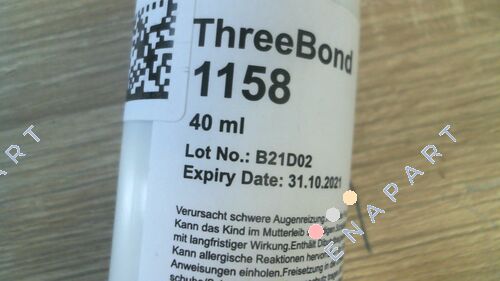 ThreeBond
1158
40 ml
Lot No.: B21D02
Expiry Date: 31.10.2021
Verursacht schwere Augenreizung.
Kann das Kind im Mutterleib
mit langfristiger Wirkung.Enthält
Kann allergische Reaktionen
Anweisungen einholen.Freisetzung in die
ENAPART
ENAPART